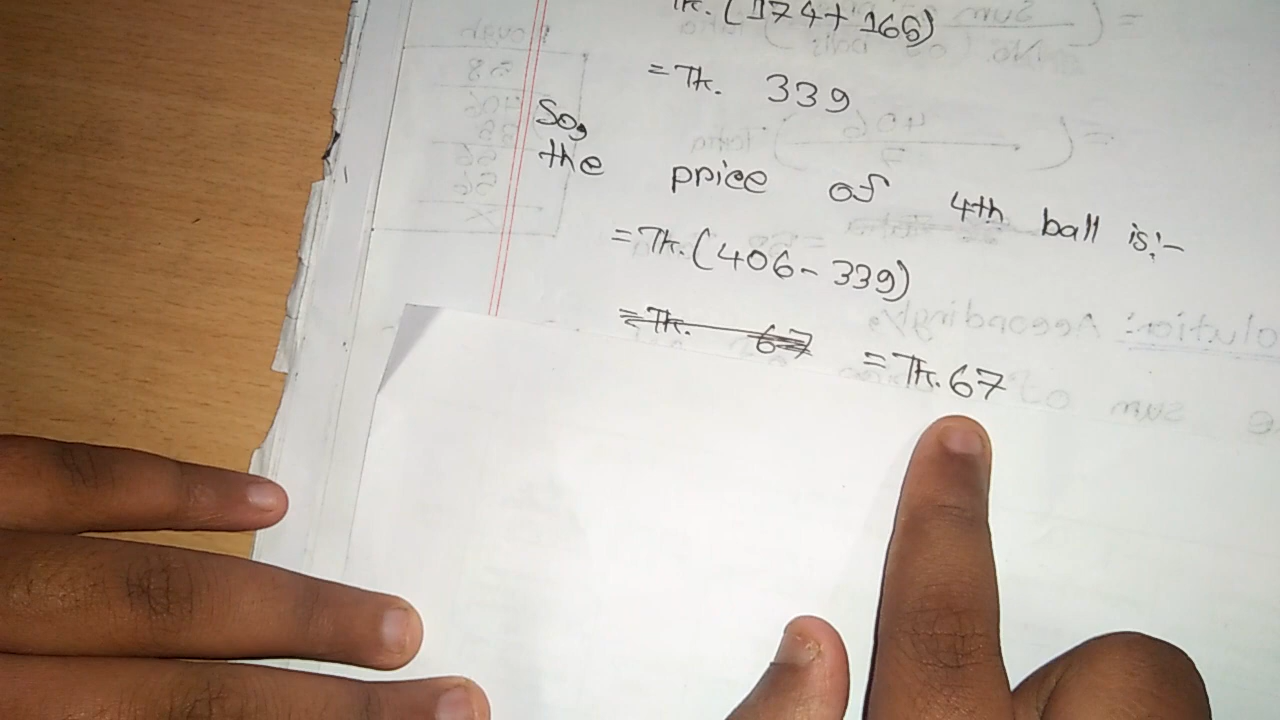 Tk. (174+165)
=Tk. 339
So,
the price of 4th ball is:-
=Tk.(406-339)
=Tk. 67 =Tk.67